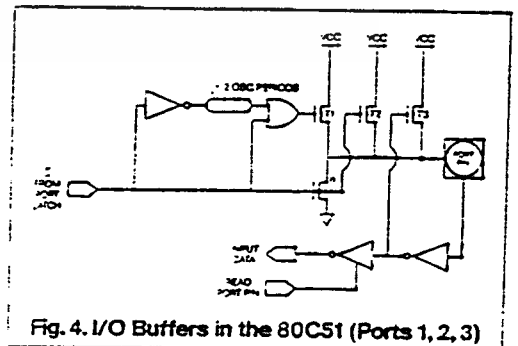 VCC VCC VCC
2 OSC PERIODS
T1 T2 T3
PORT
FROM
PORT
LATCH
INPUT
DATA
READ
PORT PIN
Fig. 4. I/O Buffers in the 80C51 (Ports 1, 2, 3)